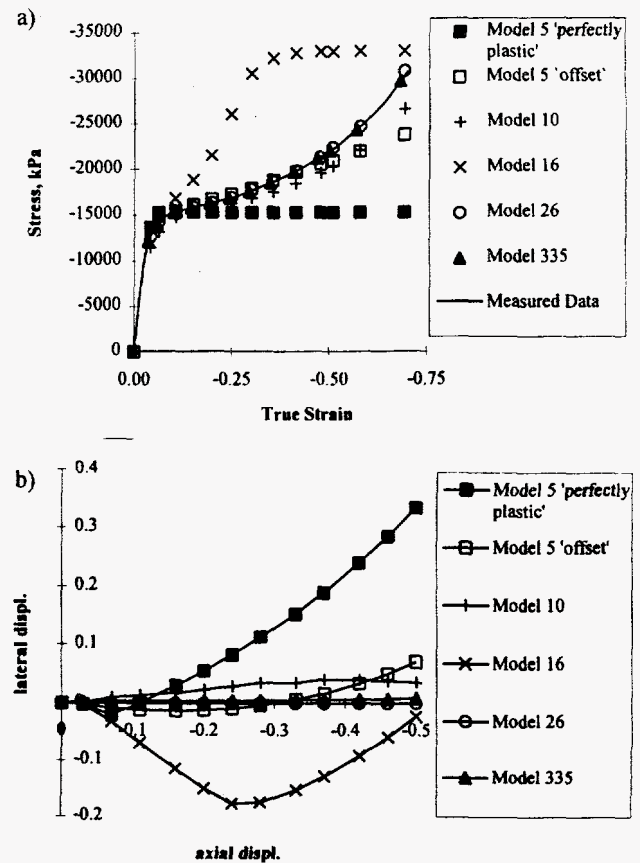 a)
-35000
-30000
-25000
-20000
-15000
-10000
-5000
0
Stress, kPa
0.00
-0.25
-0.50
-0.75
True Strain
Model 5 'perfectly
plastic'
Model 5 'offset'
Model 10
Model 16
Model 26
Model 335
Measured Data
b)
0.4
0.3
0.2
0.1
-0.1
-0.2
lateral displ.
-0.2
-0.3
-0.4
-0.5
axial displ.
Model 5 'perfectly
plastic'
Model 5 'offset'
Model 10
Model 16
Model 26
Model 335